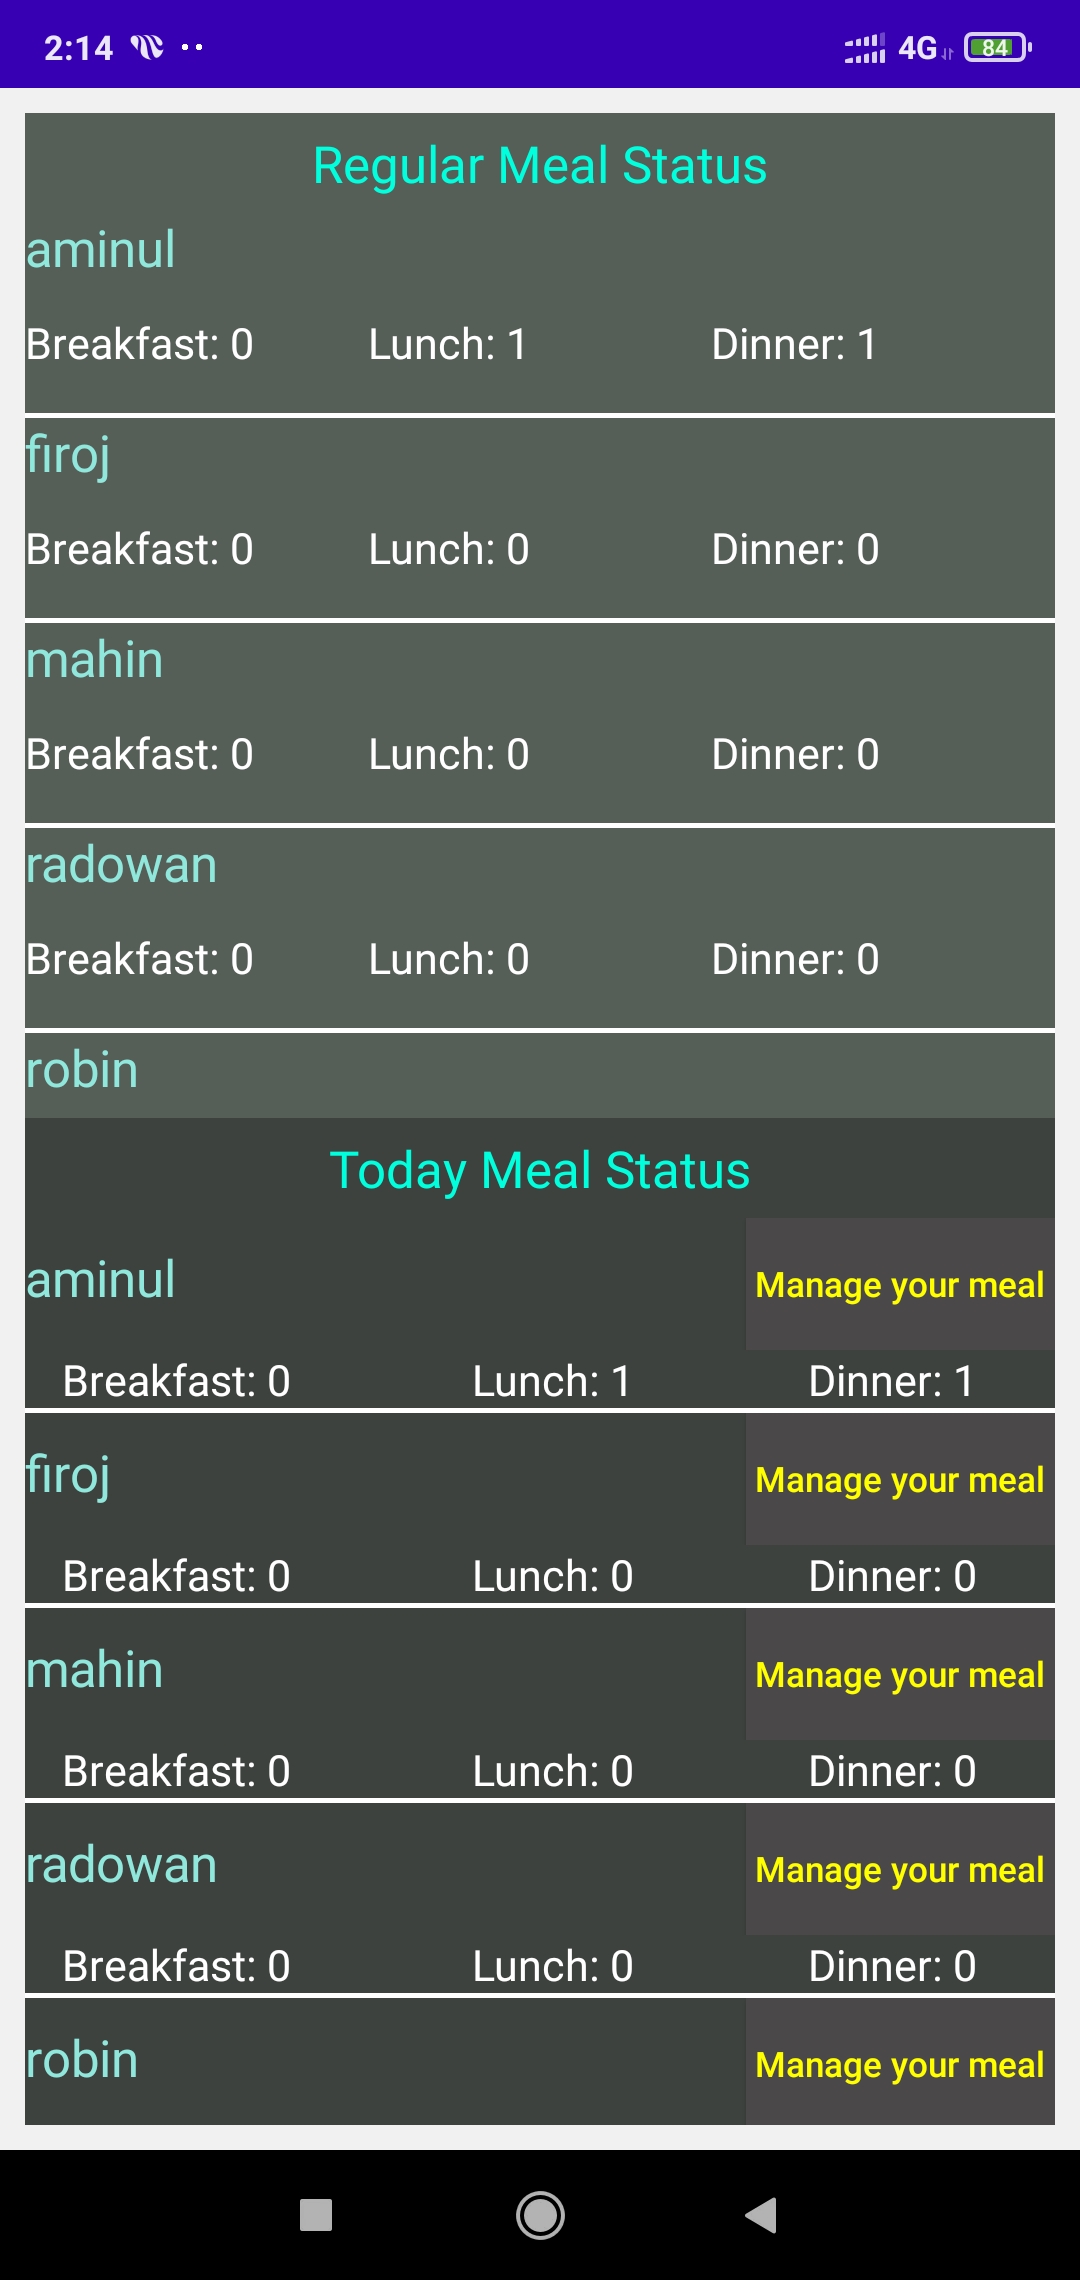 2:14 4G 84
Regular Meal Status
aminul
Breakfast: 0 Lunch: 1 Dinner: 1
firoj
Breakfast: 0 Lunch: 0 Dinner: 0
mahin
Breakfast: 0 Lunch: 0 Dinner: 0
radowan
Breakfast: 0 Lunch: 0 Dinner: 0
robin
Today Meal Status
aminul Manage your meal
Breakfast: 0 Lunch: 1 Dinner: 1
firoj Manage your meal
Breakfast: 0 Lunch: 0 Dinner: 0
mahin Manage your meal
Breakfast: 0 Lunch: 0 Dinner: 0
radowan Manage your meal
Breakfast: 0 Lunch: 0 Dinner: 0
robin Manage your meal